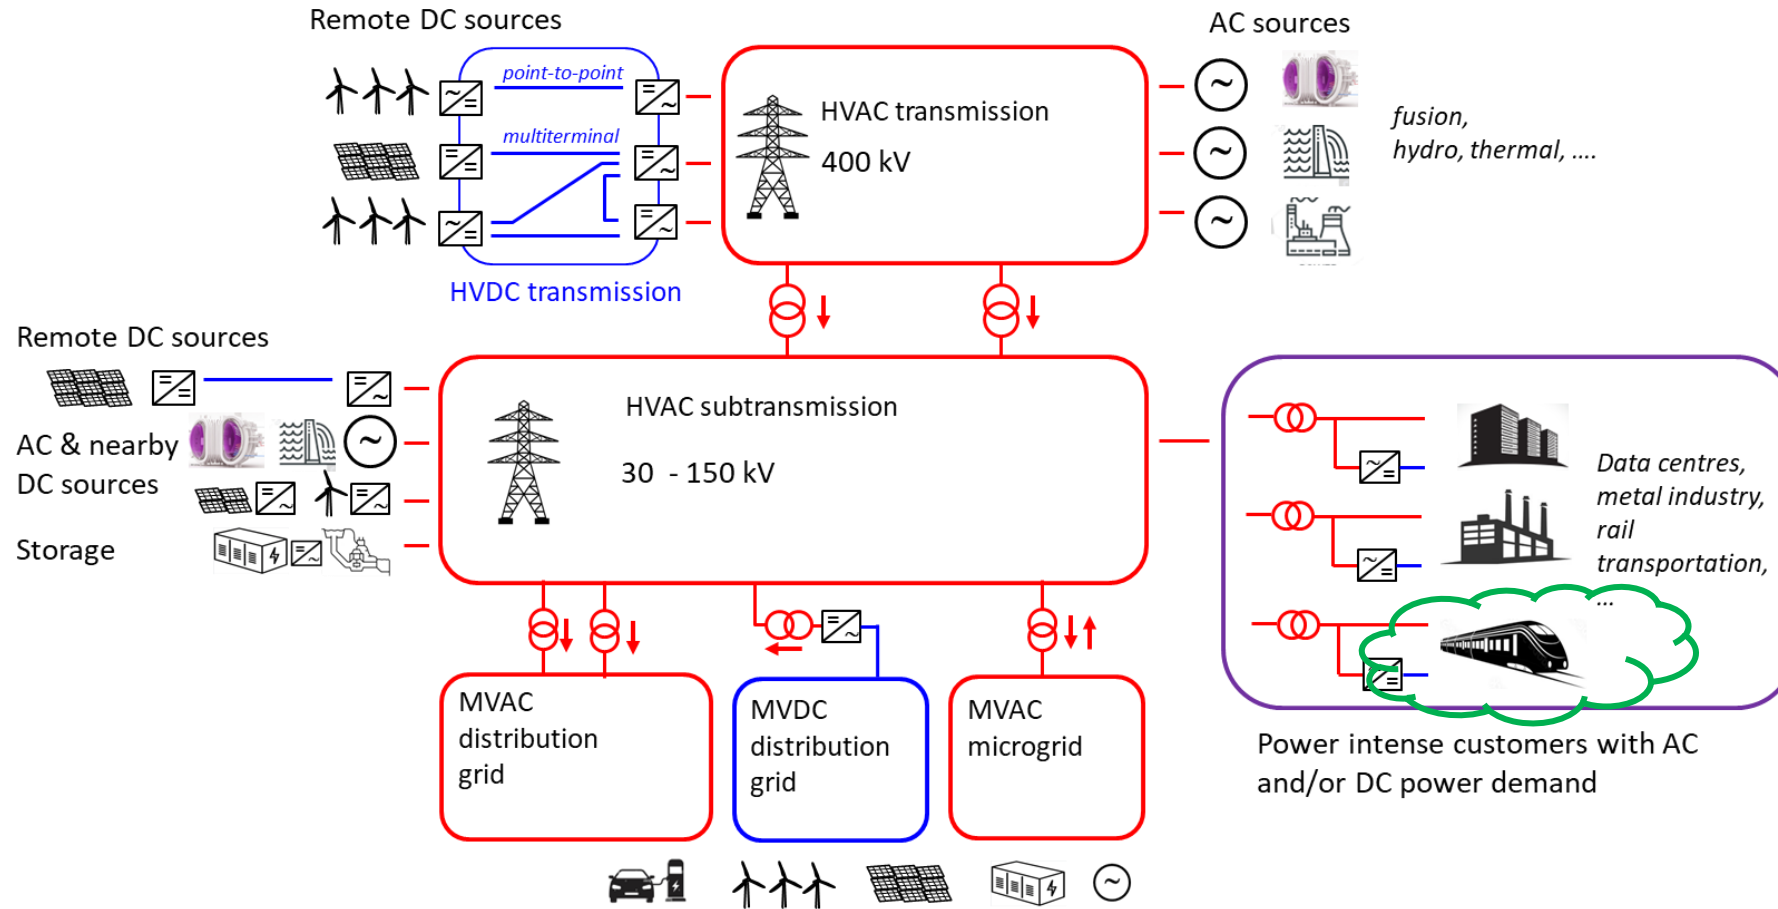 Remote DC sources
AC sources
point-to-point
multiterminal
HVDC transmission
HVAC transmission
400 kV
fusion,
hydro, thermal, ....
Remote DC sources
AC & nearby
DC sources
Storage
HVAC subtransmission
30 - 150 kV
Data centres,
metal industry,
rail
transportation,
...
Power intense customers with AC
and/or DC power demand
MVAC
distribution
grid
MVDC
distribution
grid
MVAC
microgrid